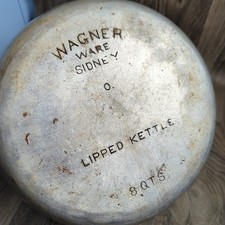 WAGNER
WARE
SIDNEY
O.
LIPPED KETTLE
8 QTS